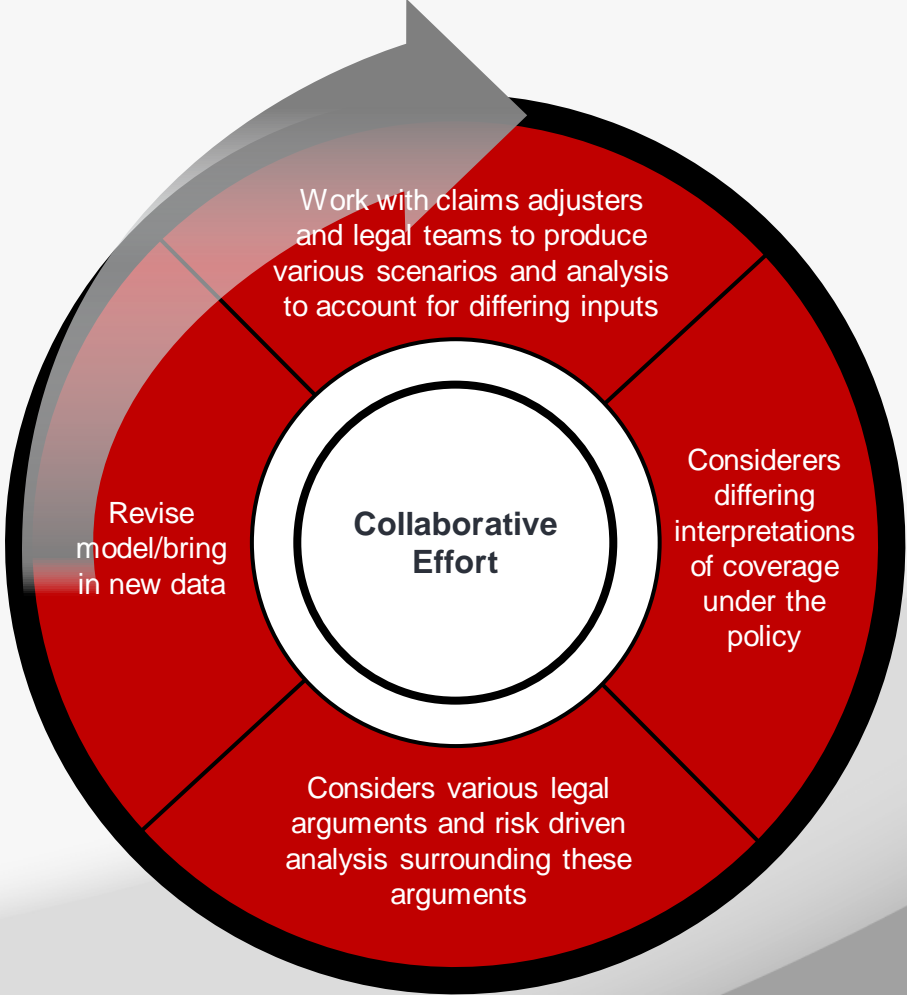 Work with claims adjusters
and legal teams to produce
various scenarios and analysis
to account for differing inputs
Considerers
differing
interpretations
of coverage
under the
policy
Considers various legal
arguments and risk driven
analysis surrounding these
arguments
Revise
model/bring
in new data
Collaborative
Effort